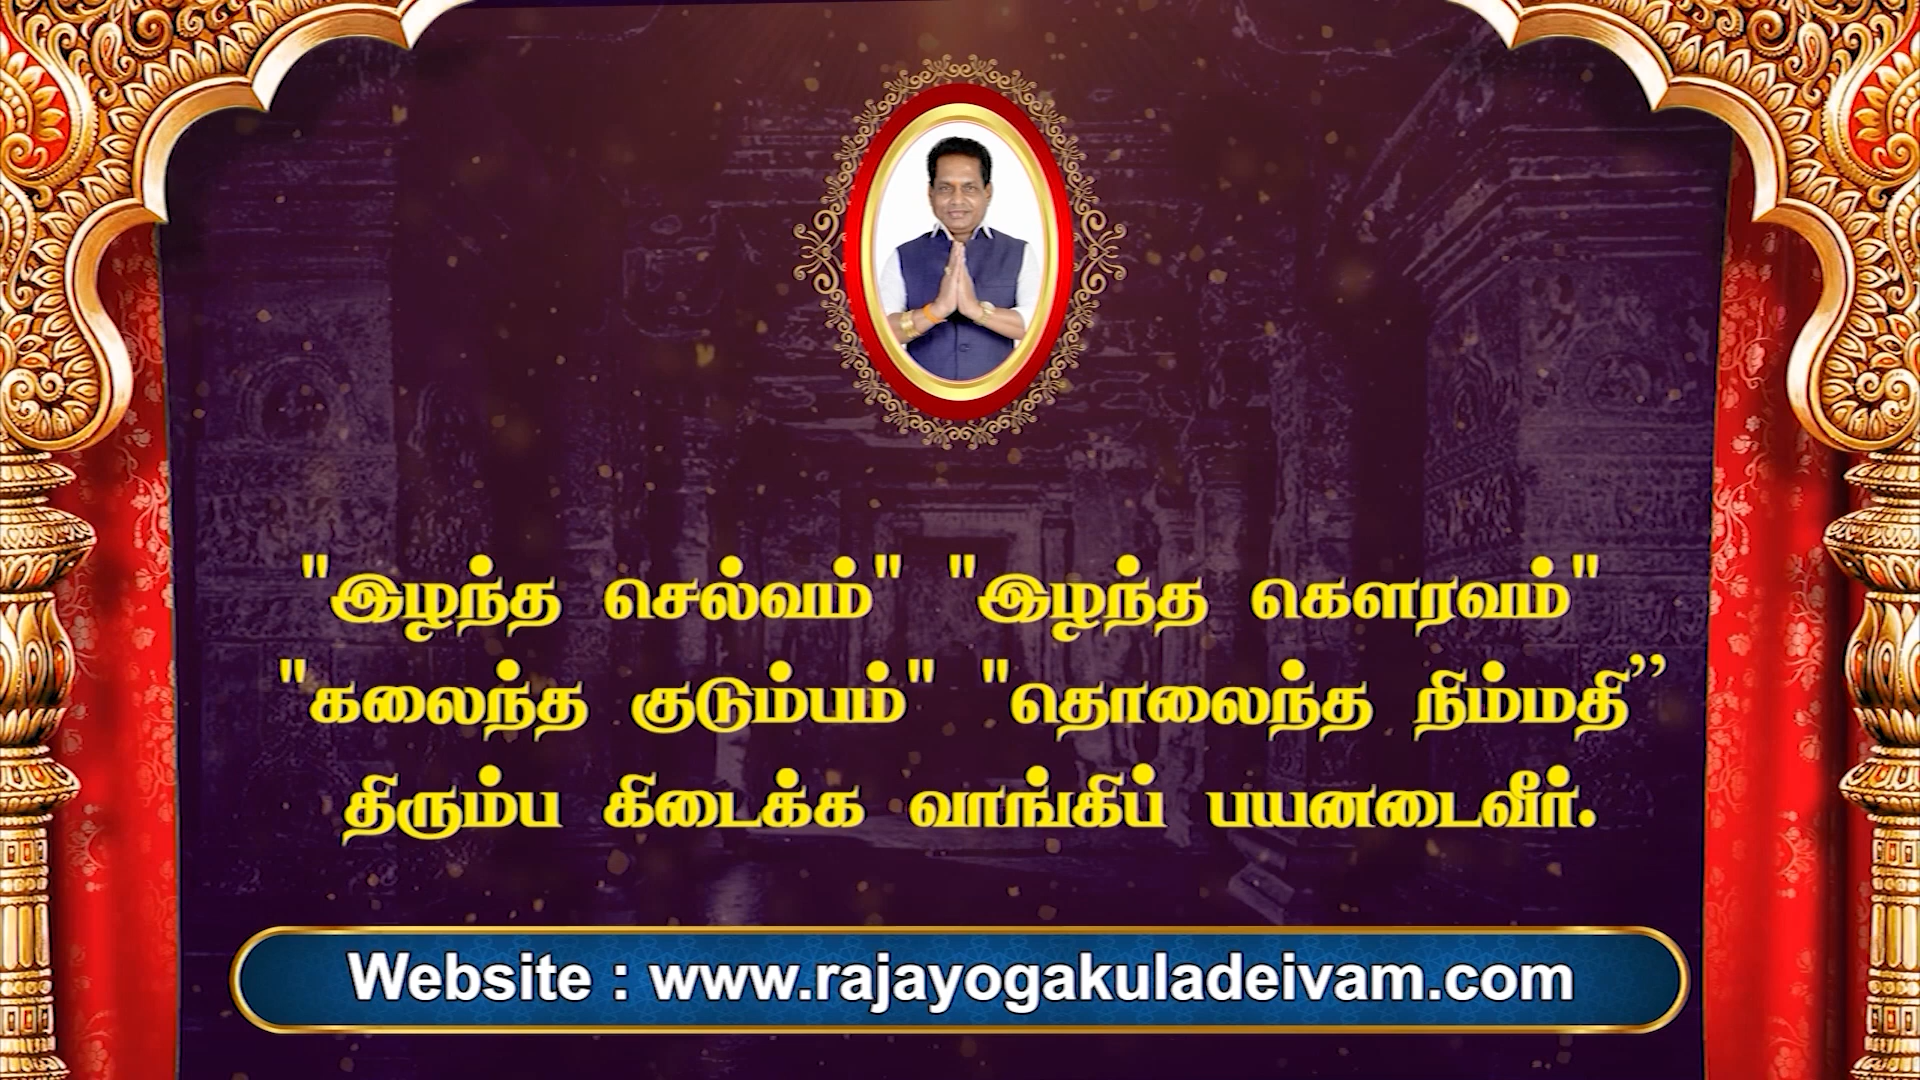 "இழந்த செல்வம்" "இழந்த கௌரவம்"
"கலைந்த குடும்பம்" "தொலைந்த நிம்மதி”
திரும்ப கிடைக்க வாங்கிப் பயனடைவீர்.
Website : www.rajayogakuladeivam.com